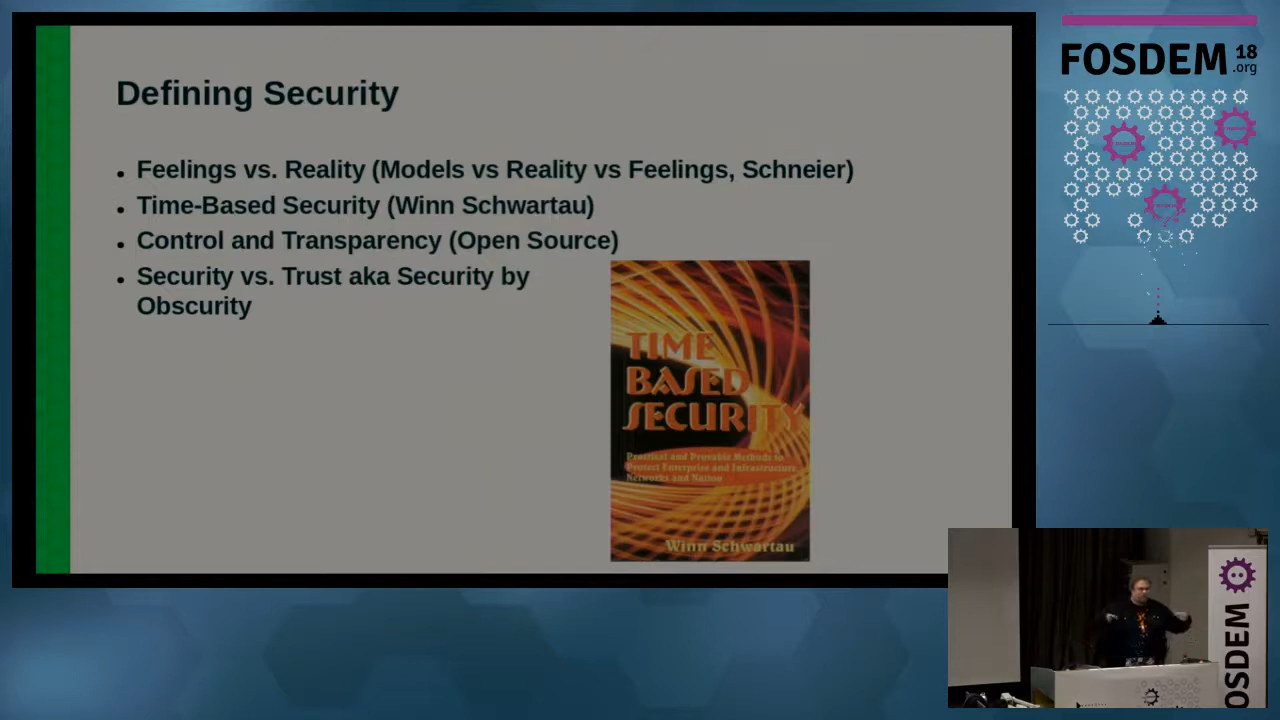 Defining Security
• Feelings vs. Reality (Models vs Reality vs Feelings, Schneier)
• Time-Based Security (Winn Schwartau)
• Control and Transparency (Open Source)
• Security vs. Trust aka Security by
Obscurity
TIME
BASED
SECURITY
Practical and Provable Methods to
Protect Enterprise and Infrastructure,
Networks and Nation
Winn Schwartau
FOSDEM 18
.org
OSDEM